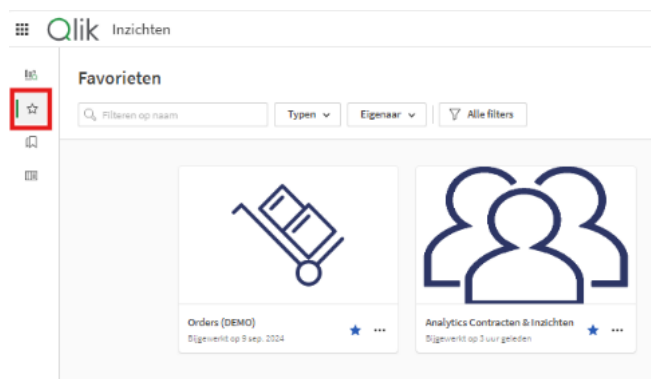 Qlik Inzichten
Favorieten
Filteren op naam
Typen
Eigenaar
Alle filters
Orders (DEMO)
Bijgewerkt op 9 sep. 2024
Analytics Contracten & Inzichten
Bijgewerkt op 3 uur geleden